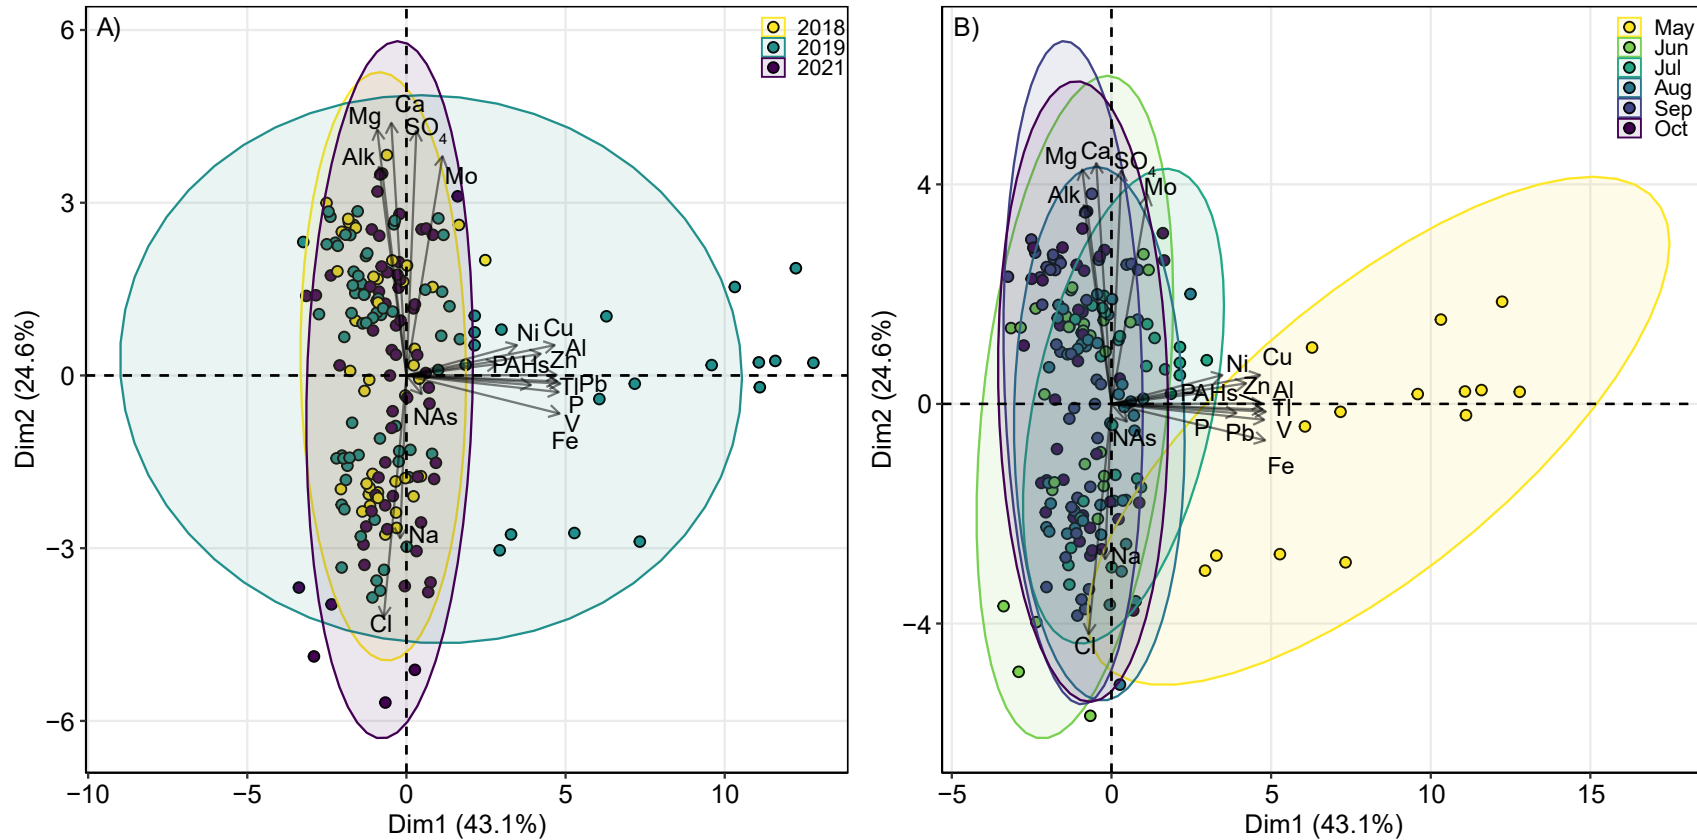 A)
2018
2019
2021
Mg
Ca
SO4
Alk
Mo
Ni
Cu
Al
Zn
PAHs
Tl
Pb
P
NAs
V
Fe
Na
Cl
6
3
0
−3
−6
−10
−5
0
5
10
Dim1 (43.1%)
Dim2 (24.6%)
B)
May
Jun
Jul
Aug
Sep
Oct
Mg
Ca
SO4
Alk
Mo
Ni
Cu
Zn
Al
PAHs
Tl
P
Pb
V
NAs
Fe
Na
Cl
4
0
−4
−5
0
5
10
15
Dim1 (43.1%)
Dim2 (24.6%)